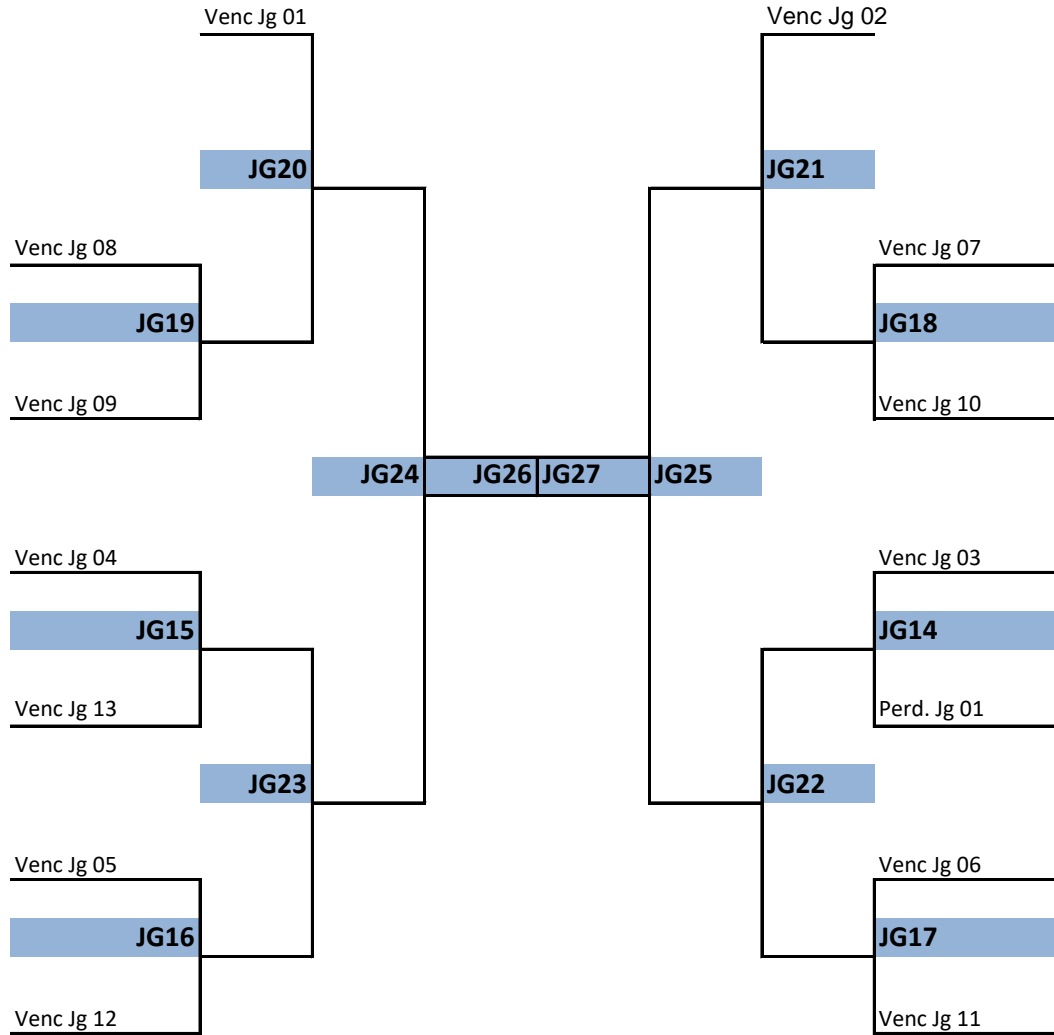 Venc Jg 01
Venc Jg 02
JG20
JG21
Venc Jg 08
Venc Jg 07
JG19
JG18
Venc Jg 09
Venc Jg 10
JG24
JG26
JG27
JG25
Venc Jg 04
Venc Jg 03
JG15
JG14
Venc Jg 13
Perd. Jg 01
JG23
JG22
Venc Jg 05
Venc Jg 06
JG16
JG17
Venc Jg 12
Venc Jg 11